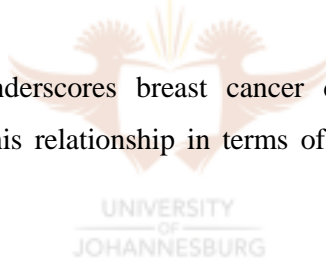 nderscores breast cancer
his relationship in terms of
UNIVERSITY
OF
JOHANNESBURG